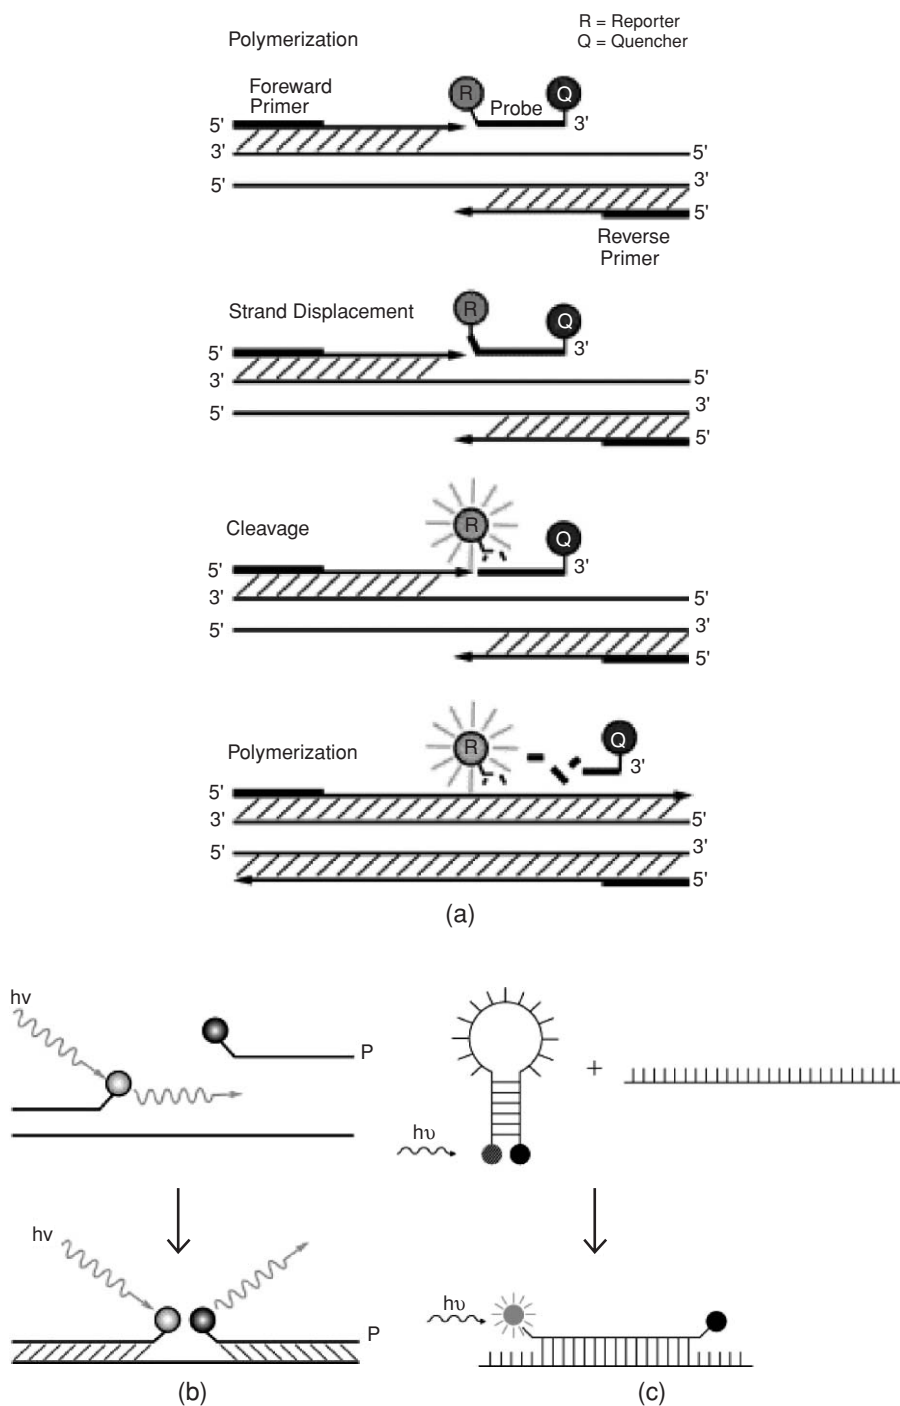 Polymerization
R = Reporter
Q = Quencher
Foreward
Primer
R
Probe
Q
5'
3'
3'
5'
5'
3'
5'
Reverse
Primer
Strand Displacement
R
Q
5'
3'
3'
5'
5'
3'
5'
Cleavage
R
Q
5'
3'
3'
5'
5'
3'
5'
Polymerization
R
Q
3'
5'
3'
5'
5'
3'
5'
(a)
hν
P
+
hυ
hν
P
hυ
(b)
(c)